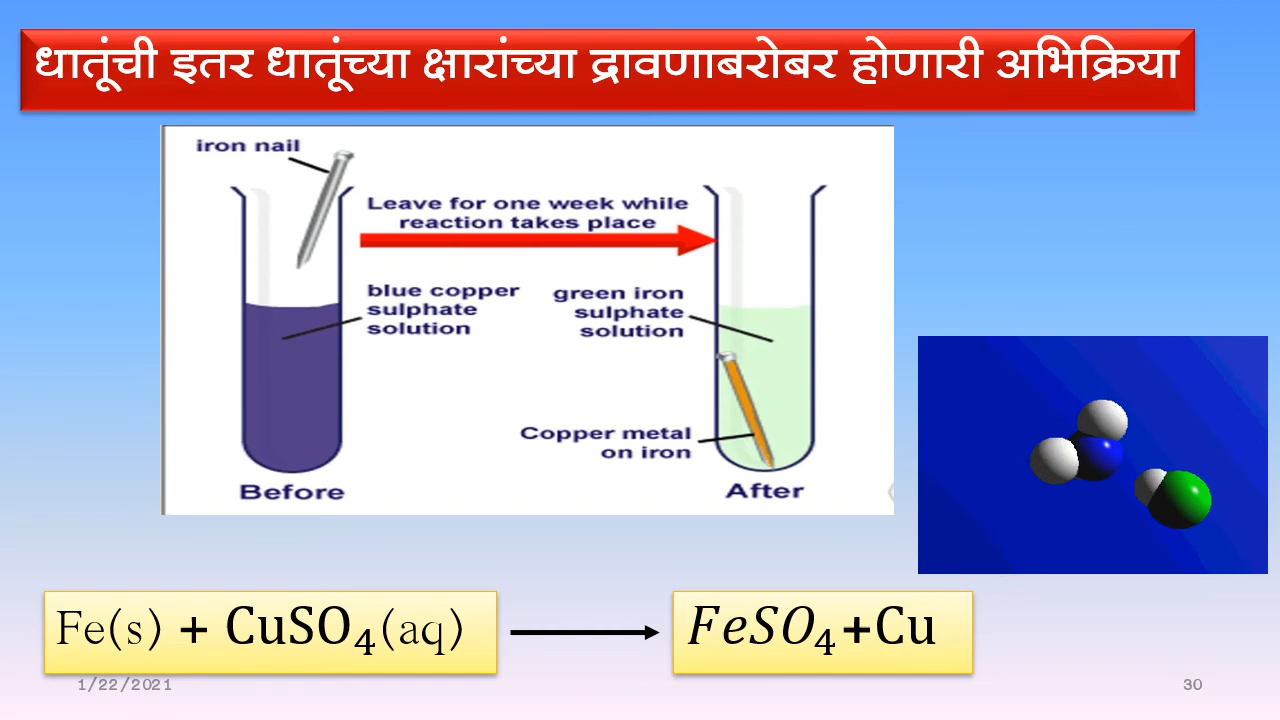 धातूंची इतर धातूंच्या क्षारांच्या द्रावणाबरोबर होणारी अभिक्रिया
iron nail
Leave for one week while
reaction takes place
blue copper
sulphate
solution
green iron
sulphate
solution
Copper metal
on iron
Before
After
Fe(s) + CuSO₄(aq)
FeSO₄+Cu
1/22/2021
30